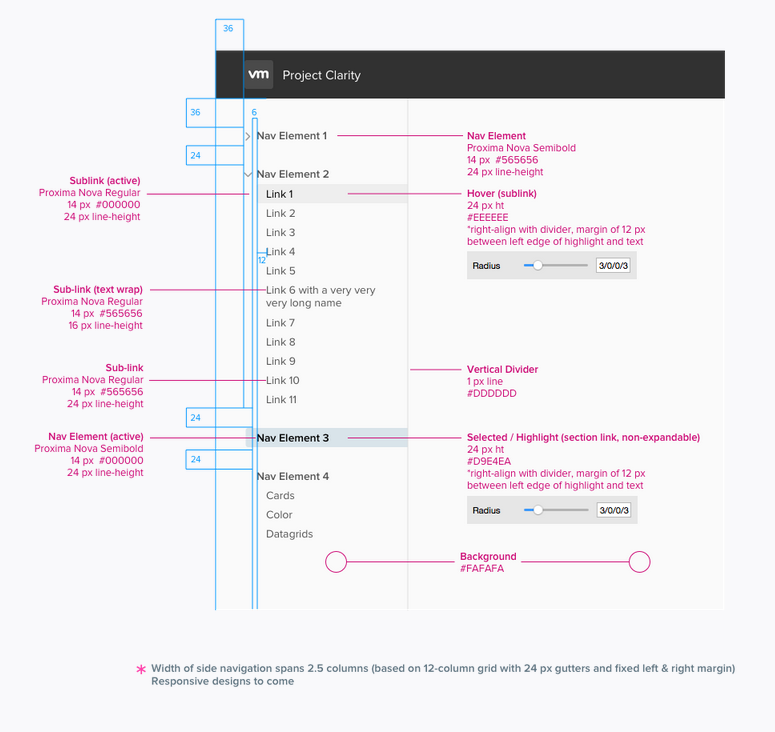 36
vm Project Clarity
36
6
Nav Element 1
Nav Element
Proxima Nova Semibold
14 px #565656
24 px line-height
24
Nav Element 2
Sublink (active)
Proxima Nova Regular
14 px #000000
24 px line-height
Link 1
Hover (sublink)
24 px ht
#EEEEEE
*right-align with divider, margin of 12 px
between left edge of highlight and text
Radius 3/0/0/3
Link 2
Link 3
Link 4
12
Link 5
Sub-link (text wrap)
Proxima Nova Regular
14 px #565656
16 px line-height
Link 6 with a very very
very long name
Link 7
Link 8
Link 9
Sub-link
Proxima Nova Regular
14 px #565656
24 px line-height
Link 10
Link 11
Vertical Divider
1 px line
#DDDDDD
24
Nav Element (active)
Proxima Nova Semibold
14 px #000000
24 px line-height
Nav Element 3
Selected / Highlight (section link, non-expandable)
24 px ht
#D9E4EA
*right-align with divider, margin of 12 px
between left edge of highlight and text
Radius 3/0/0/3
24
Nav Element 4
Cards
Color
Datagrids
Background
#FAFAFA
* Width of side navigation spans 2.5 columns (based on 12-column grid with 24 px gutters and fixed left & right margin)
Responsive designs to come